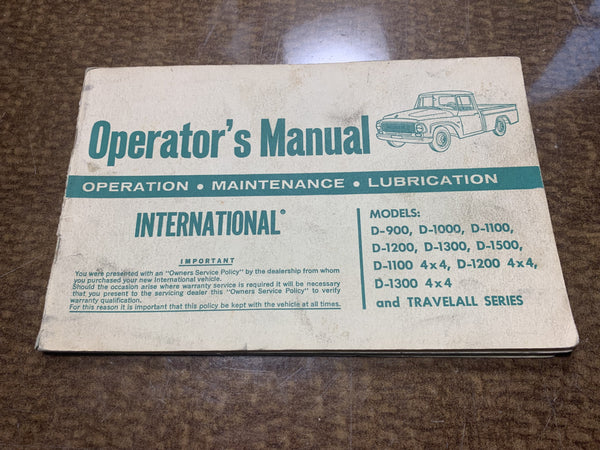 Operator's Manual
OPERATION • MAINTENANCE • LUBRICATION
INTERNATIONAL®
IMPORTANT
You were presented with an "Owners Service Policy" by the dealership from whom
you purchased your new International vehicle.
Should the occasion arise where warranty service is required it will be necessary
that you present to the servicing dealer this "Owners Service Policy" to verify
warranty qualification.
For this reason it is important that this policy be kept with the vehicle at all times.
MODELS:
D-900, D-1000, D-1100,
D-1200, D-1300, D-1500,
D-1100 4x4, D-1200 4x4,
D-1300 4x4
and TRAVELALL SERIES